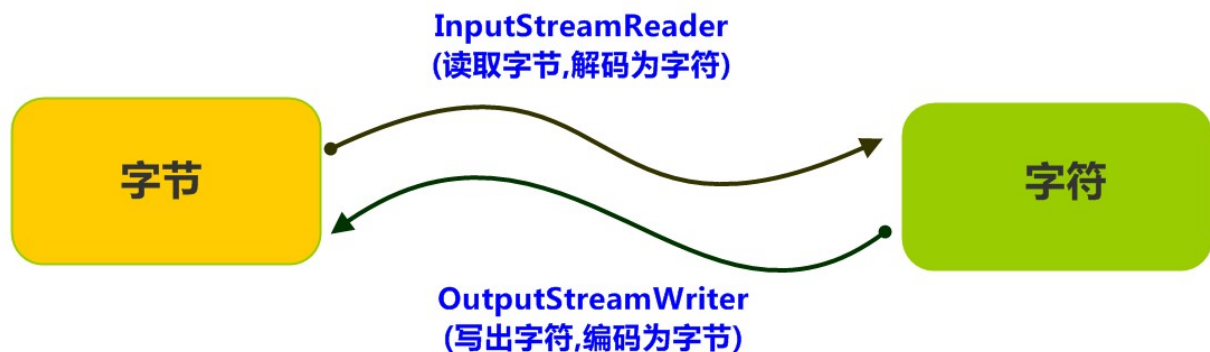 InputStreamReader
(读取字节,解码为字符)
字节
字符
OutputStreamWriter
(写出字符,编码为字节)